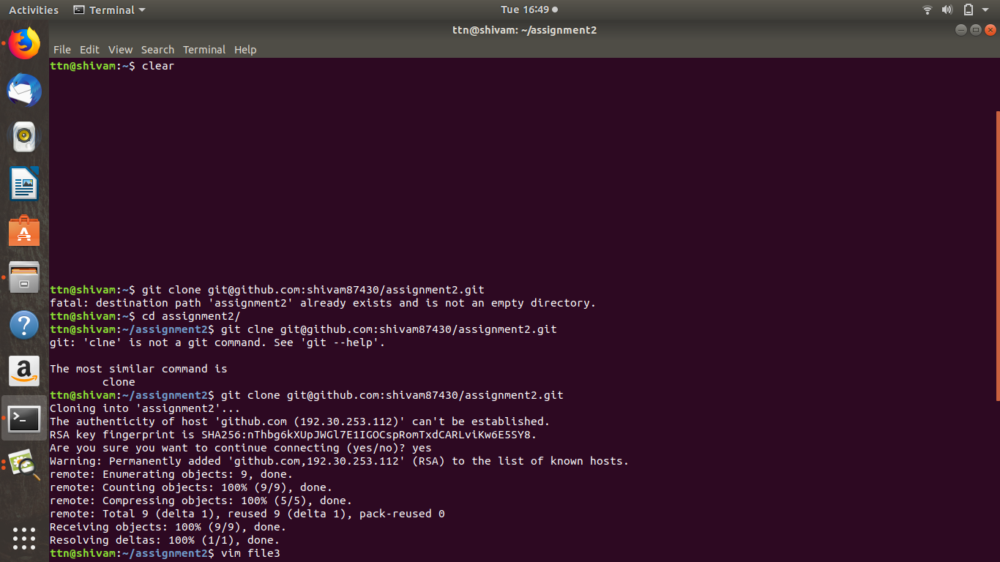 Activities Terminal Tue 16:49
ttn@shivam: ~/assignment2
File Edit View Search Terminal Help
ttn@shivam:~$ clear
ttn@shivam:~$ git clone git@github.com:shivam87430/assignment2.git
fatal: destination path 'assignment2' already exists and is not an empty directory.
ttn@shivam:~$ cd assignment2/
ttn@shivam:~/assignment2$ git clne git@github.com:shivam87430/assignment2.git
git: 'clne' is not a git command. See 'git --help'.
The most similar command is
clone
ttn@shivam:~/assignment2$ git clone git@github.com:shivam87430/assignment2.git
Cloning into 'assignment2'...
The authenticity of host 'github.com (192.30.253.112)' can't be established.
RSA key fingerprint is SHA256:nThbg6kXUpJWGl7E1IGOCspRomTxdCARLviKw6E5SY8.
Are you sure you want to continue connecting (yes/no)? yes
Warning: Permanently added 'github.com,192.30.253.112' (RSA) to the list of known hosts.
remote: Enumerating objects: 9, done.
remote: Counting objects: 100% (9/9), done.
remote: Compressing objects: 100% (5/5), done.
remote: Total 9 (delta 1), reused 9 (delta 1), pack-reused 0
Receiving objects: 100% (9/9), done.
Resolving deltas: 100% (1/1), done.
ttn@shivam:~/assignment2$ vim file3